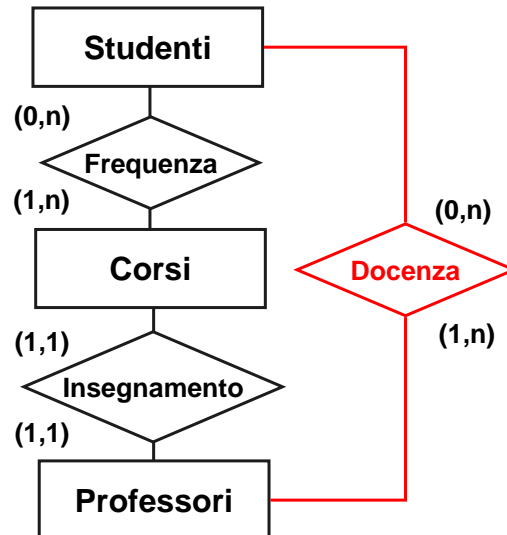 Studenti
(0,n)
Frequenza
(1,n)
(0,n)
Corsi
Docenza
(1,1)
(1,n)
Insegnamento
(1,1)
Professori